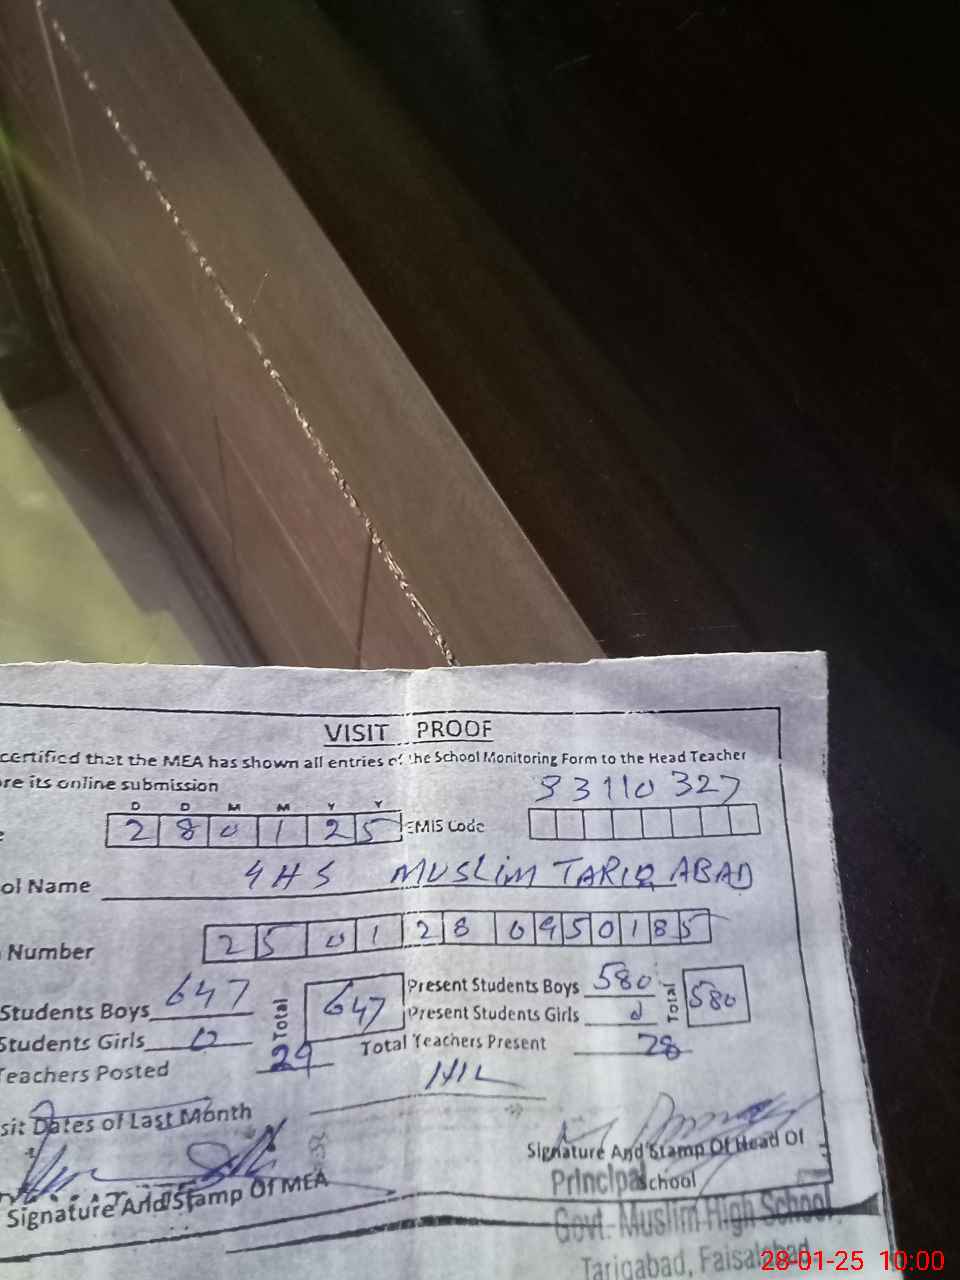 VISIT PROOF
certified that the MEA has shown all entries of the School Monitoring Form to the Head Teacher
re its online submission
33110327
D D M M Y Y
2 8 0 1 2 5 EMIS Code
ol Name GHS MUSLIM TARIQ ABAD
Number 2 5 0 1 2 8 0 9 5 0 1 8 5
Students Boys 647 Total 647 Present Students Boys 580 Total 580
Students Girls 0 Present Students Girls 0
Teachers Posted 29 Total Teachers Present 28
sit Dates of Last Month NIL
Signature And Stamp Of MEA
Signature And Stamp Of Head Of School
Principal
Govt. Muslim High School
Tariqabad, Faisalabad.
28-01-25 10:00